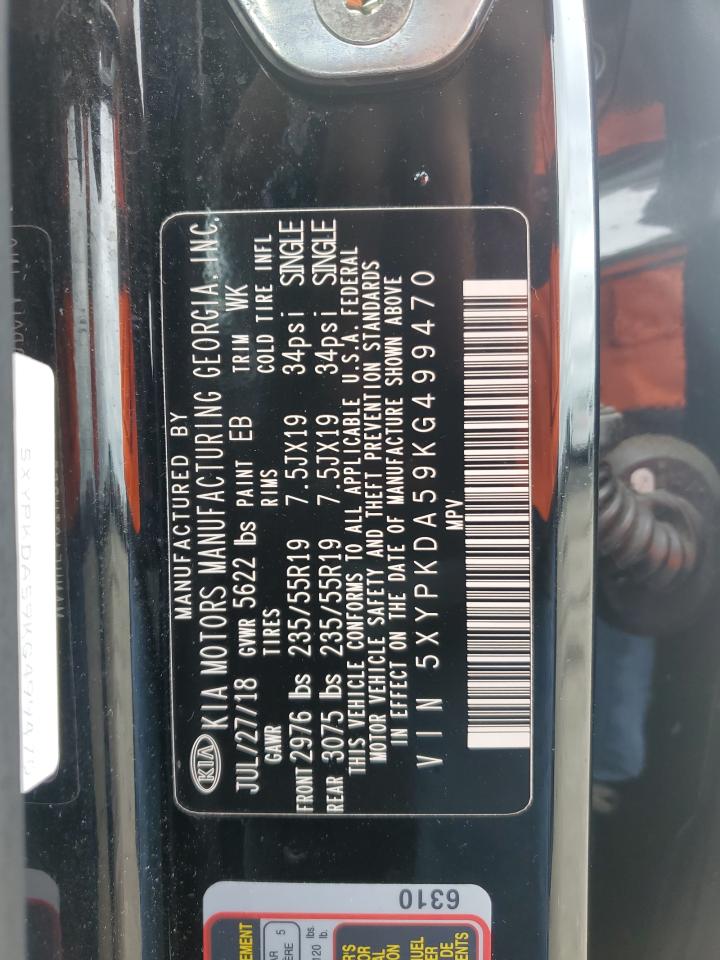 MANUFACTURED BY
KIA KIA MOTORS MANUFACTURING GEORGIA, INC.
JUL/27/18 GVWR 5622 lbs PAINT EB TRIM WK
GAWR TIRES RIMS COLD TIRE INFL
FRONT 2976 lbs 235/55R19 7.5JX19 34psi SINGLE
REAR 3075 lbs 235/55R19 7.5JX19 34psi SINGLE
THIS VEHICLE CONFORMS TO ALL APPLICABLE U.S.A. FEDERAL
MOTOR VEHICLE SAFETY AND THEFT PREVENTION STANDARDS
IN EFFECT ON THE DATE OF MANUFACTURE SHOWN ABOVE
VIN 5XYPKDA59KG499470
MPV
6310